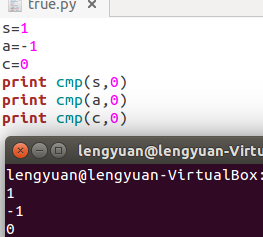 true.py ×
s=1
a=-1
c=0
print cmp(s,0)
print cmp(a,0)
print cmp(c,0)
lengyuan@lengyuan-Virtu
lengyuan@lengyuan-VirtualBox:
1
-1
0